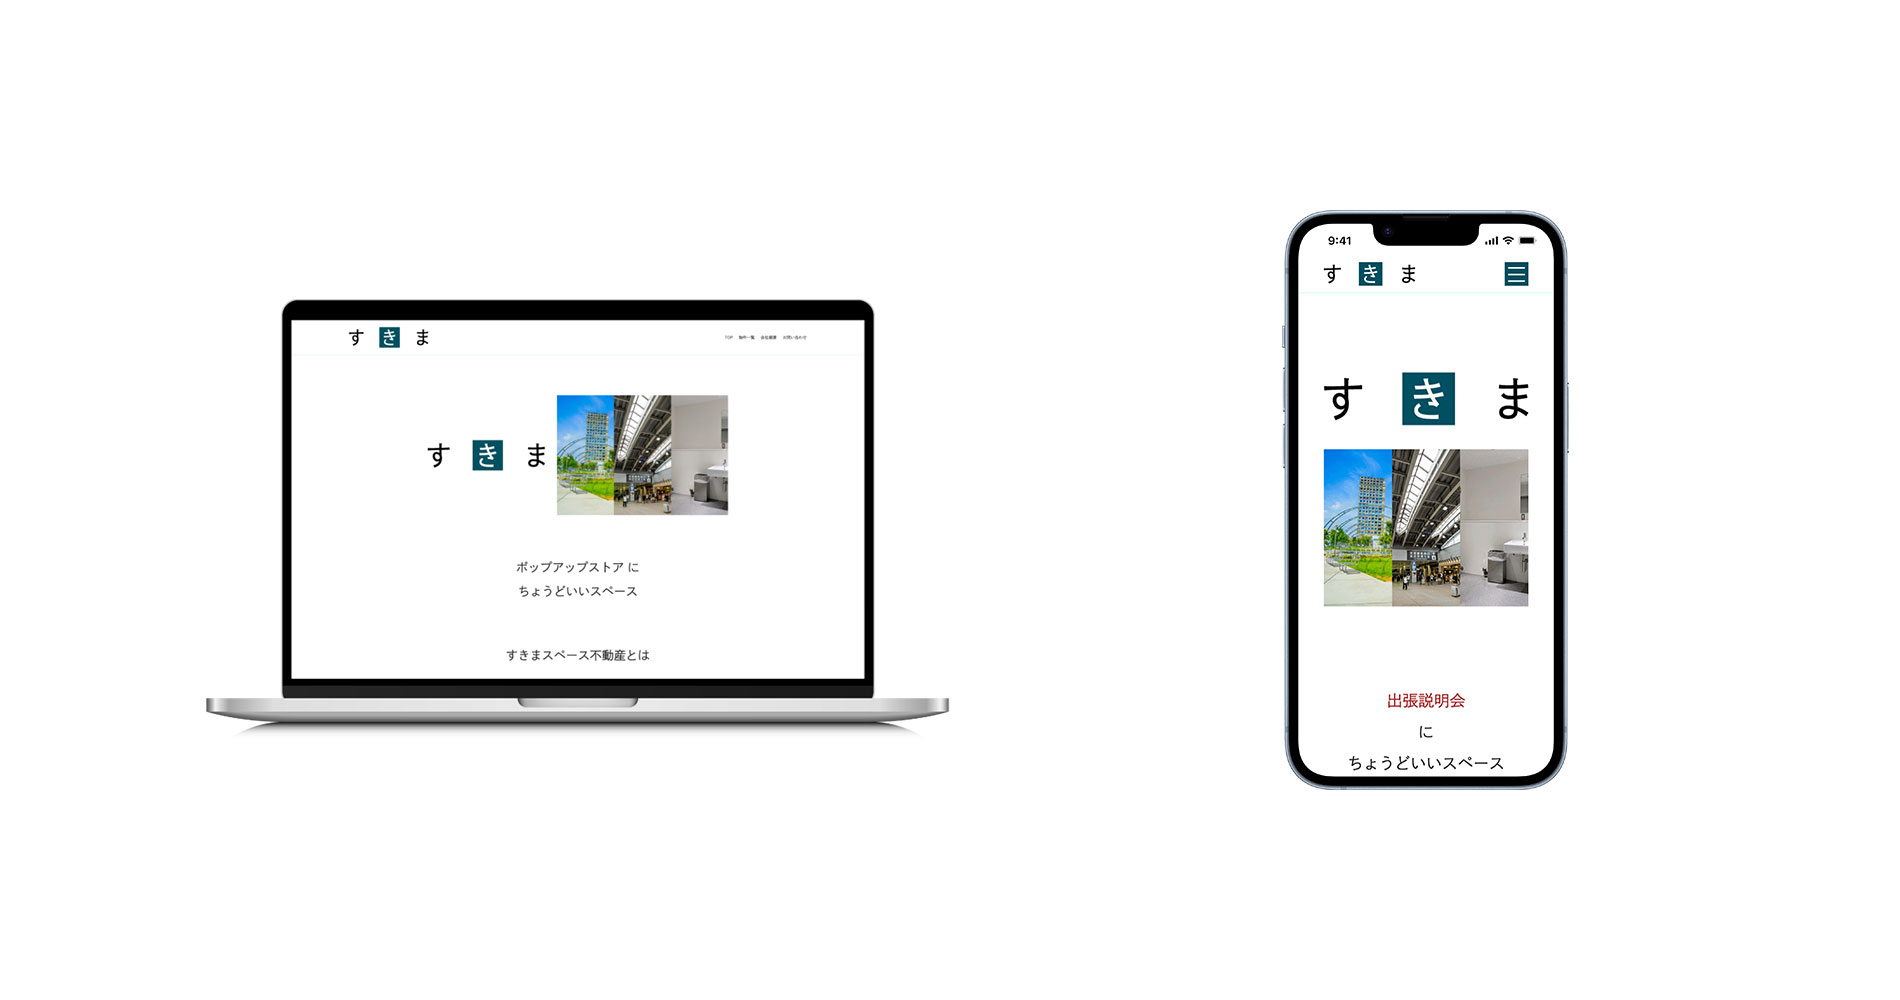 す き ま
TOP 物件一覧 会社概要 お問い合わせ
す き ま
ポップアップストア に
ちょうどいいスペース
すきまスペース不動産とは
9:41
す き ま
す き ま
出張説明会
に
ちょうどいいスペース